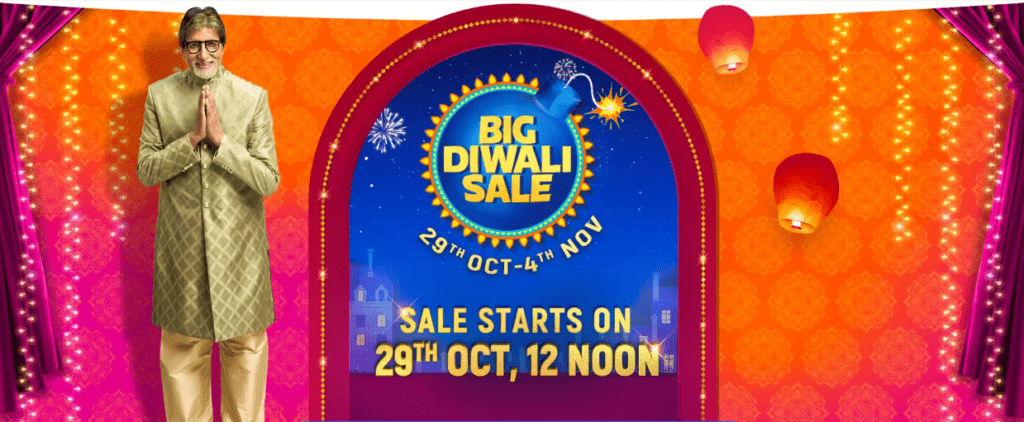 BIG
DIWALI
SALE
29TH OCT-4TH NOV
SALE STARTS ON
29TH OCT, 12 NOON